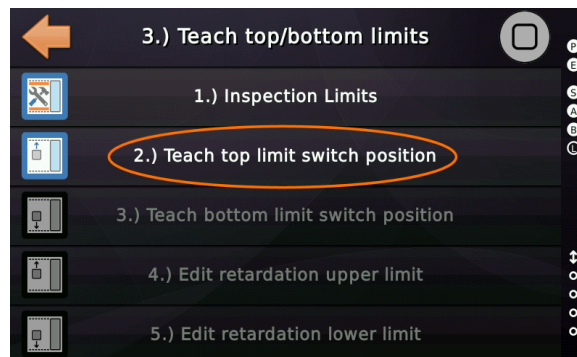 3.) Teach top/bottom limits
1.) Inspection Limits
2.) Teach top limit switch position
3.) Teach bottom limit switch position
4.) Edit retardation upper limit
5.) Edit retardation lower limit
P
E
S
A
B
L